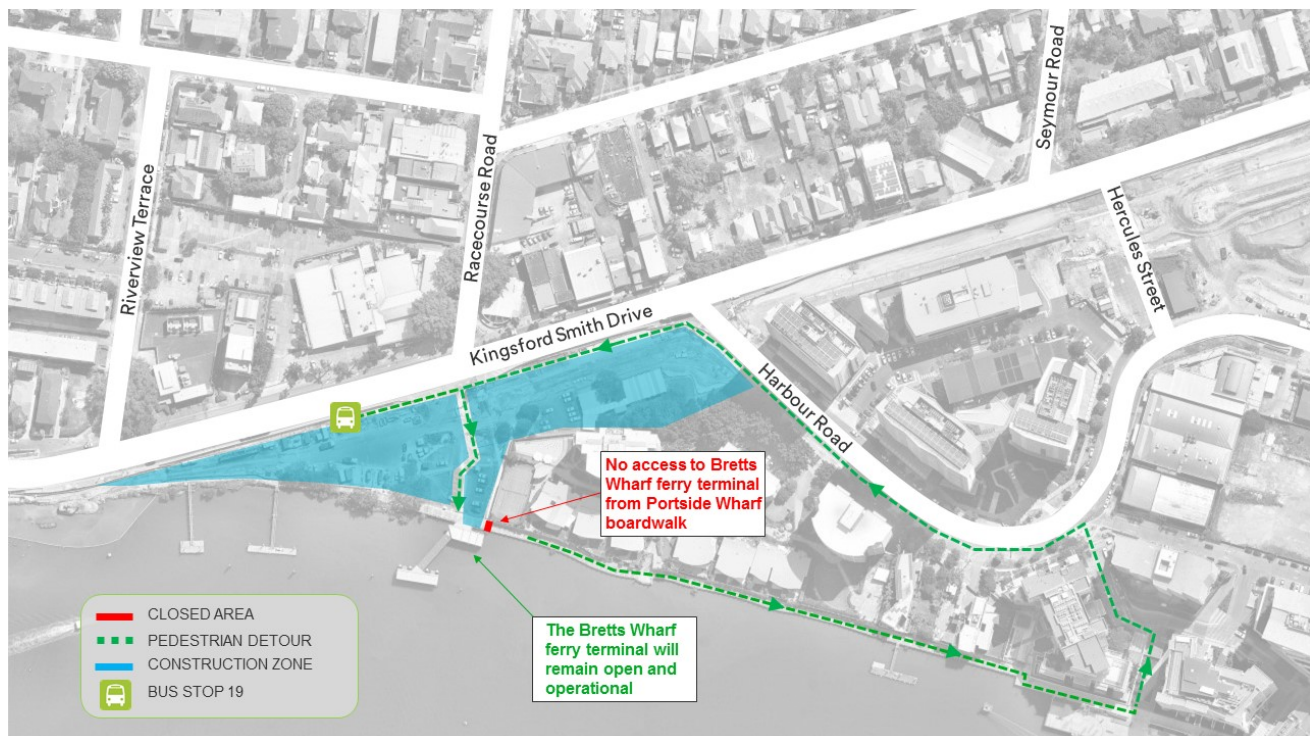 Riverview Terrace
Racecourse Road
Seymour Road
Hercules Street
Kingsford Smith Drive
Harbour Road
No access to Bretts
Wharf ferry terminal
from Portside Wharf
boardwalk
The Bretts Wharf
ferry terminal will
remain open and
operational
CLOSED AREA
PEDESTRIAN DETOUR
CONSTRUCTION ZONE
BUS STOP 19